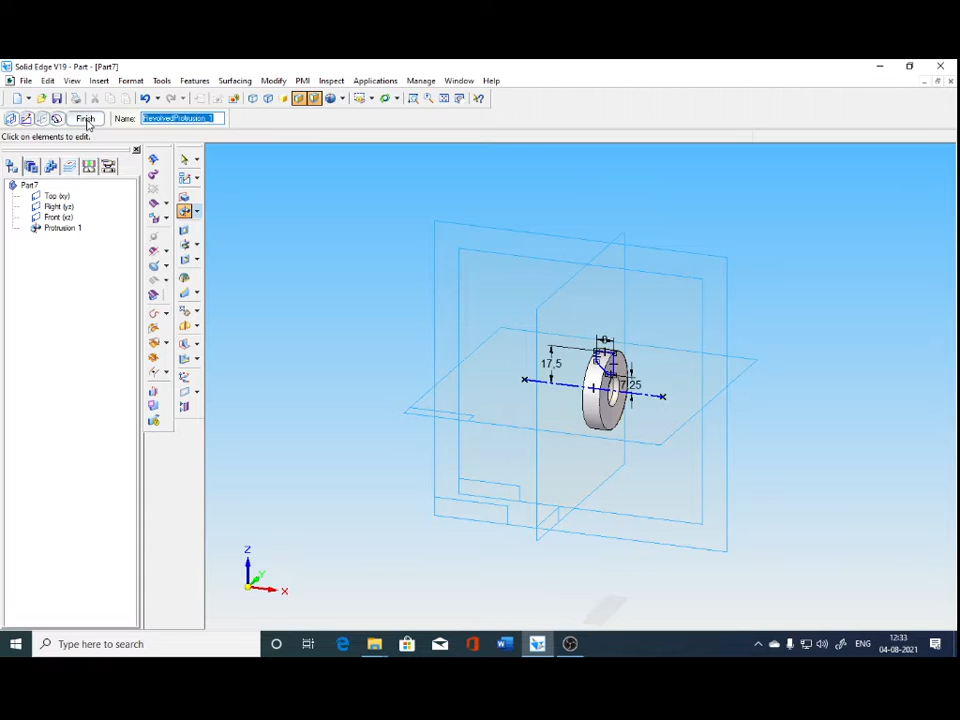 Solid Edge V19 - Part - [Part7]
File Edit View Insert Format Tools Features Surfacing Modify PMI Inspect Applications Manage Window Help
Finish Name: RevolvedProtrusion_1
Click on elements to edit.
Part7
Top (xy)
Right (yz)
Front (xz)
Protrusion 1
17,5
7,25
Z
Y
X
Type here to search
ENG
12:33
04-08-2021